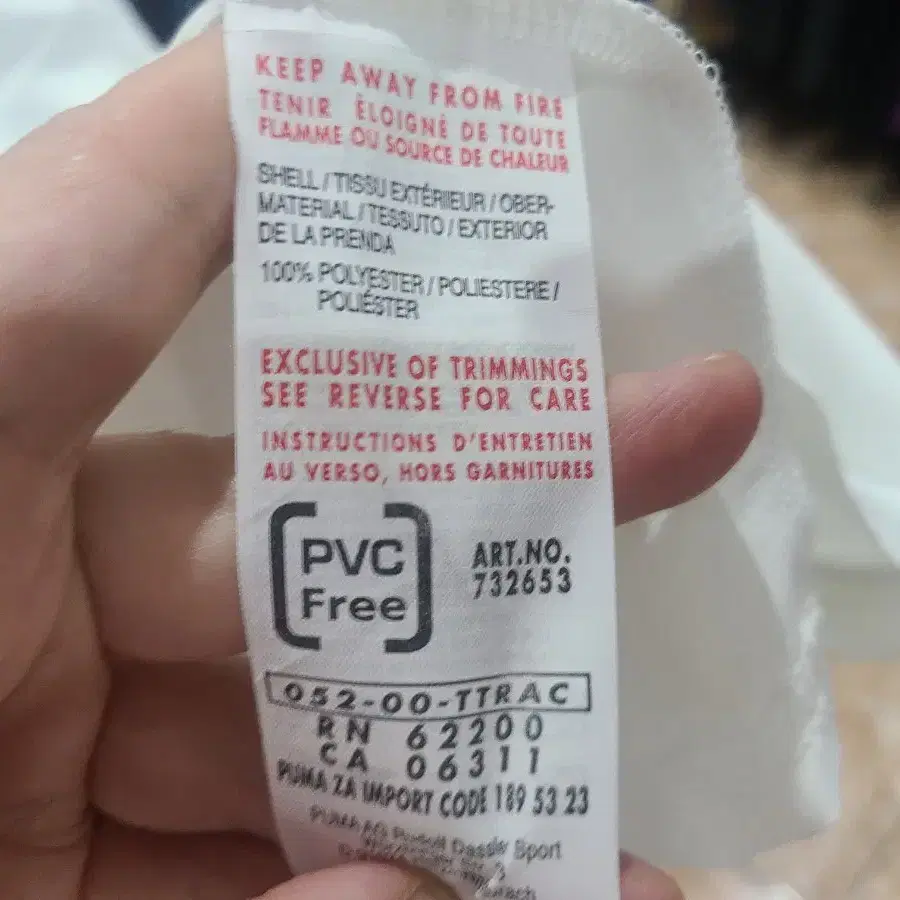 KEEP AWAY FROM FIRE
TENIR ÉLOIGNÉ DE TOUTE
FLAMME OU SOURCE DE CHALEUR
SHELL / TISSU EXTÉRIEUR / OBER-
MATERIAL / TESSUTO / EXTERIOR
DE LA PRENDA
100% POLYESTER / POLIESTERE /
POLIÉSTER
EXCLUSIVE OF TRIMMINGS
SEE REVERSE FOR CARE
INSTRUCTIONS D'ENTRETIEN
AU VERSO, HORS GARNITURES
PVC
Free
ART.NO.
732653
052-00-TTRAC
RN 62200
CA 06311
PUMA ZA IMPORT CODE 189 53 23
PUMA AG Rudolf Dassler Sport